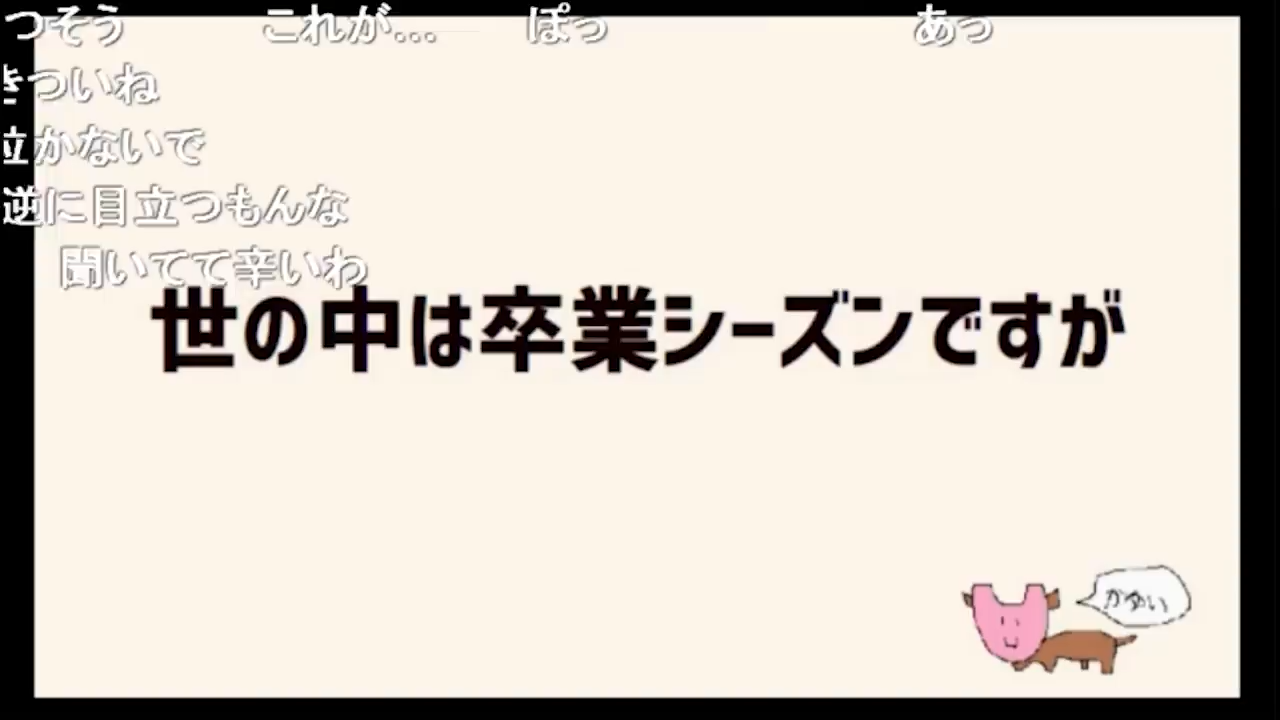 つそう これが… ぽっ あっ
きついね
泣かないで
逆に目立つもんな
聞いてて辛いわ
世の中は卒業シーズンですが
かゆい